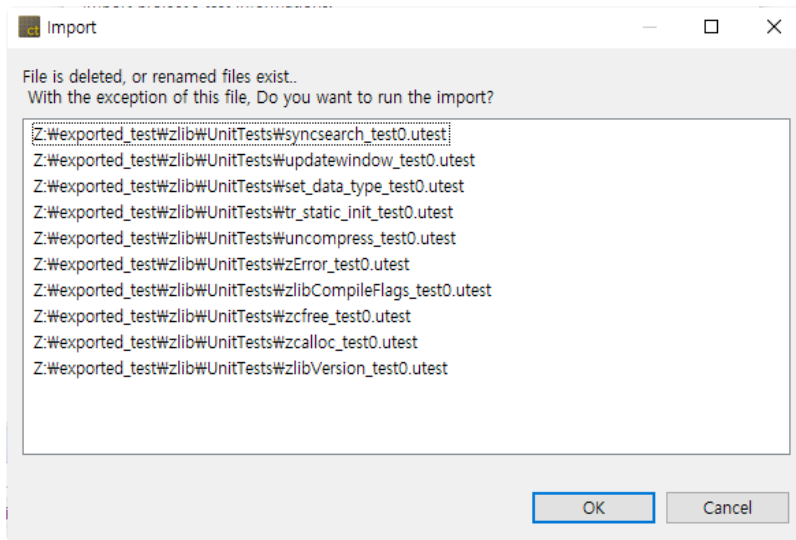 ct Import
File is deleted, or renamed files exist..
With the exception of this file, Do you want to run the import?
Z:₩exported_test₩zlib₩UnitTests₩syncsearch_test0.utest
Z:₩exported_test₩zlib₩UnitTests₩updatewindow_test0.utest
Z:₩exported_test₩zlib₩UnitTests₩set_data_type_test0.utest
Z:₩exported_test₩zlib₩UnitTests₩tr_static_init_test0.utest
Z:₩exported_test₩zlib₩UnitTests₩uncompress_test0.utest
Z:₩exported_test₩zlib₩UnitTests₩zError_test0.utest
Z:₩exported_test₩zlib₩UnitTests₩zlibCompileFlags_test0.utest
Z:₩exported_test₩zlib₩UnitTests₩zcfree_test0.utest
Z:₩exported_test₩zlib₩UnitTests₩zcalloc_test0.utest
Z:₩exported_test₩zlib₩UnitTests₩zlibVersion_test0.utest
OK Cancel